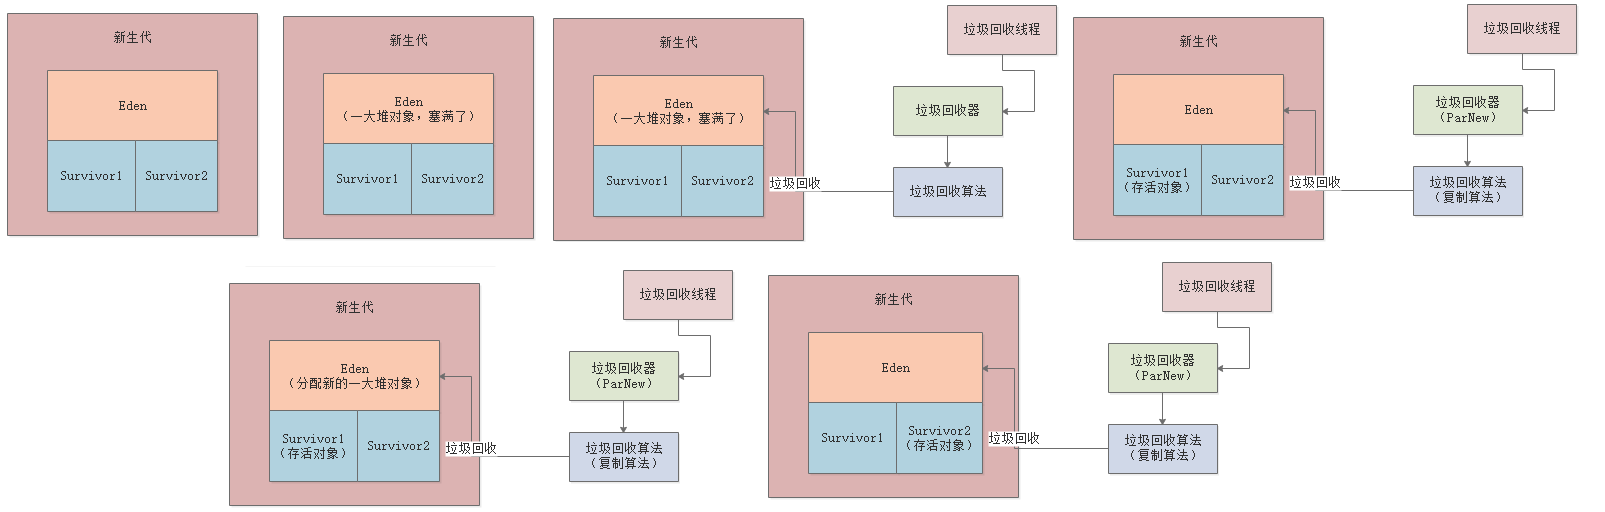 新生代
Eden
Survivor1
Survivor2
新生代
Eden
（一大堆对象，塞满了）
Survivor1
Survivor2
新生代
Eden
（一大堆对象，塞满了）
Survivor1
Survivor2
垃圾回收
垃圾回收线程
垃圾回收器
垃圾回收算法
新生代
Eden
Survivor1
（存活对象）
Survivor2
垃圾回收
垃圾回收线程
垃圾回收器
（ParNew）
垃圾回收算法
（复制算法）
新生代
Eden
（分配新的一大堆对象）
Survivor1
（存活对象）
Survivor2
垃圾回收
垃圾回收线程
垃圾回收器
（ParNew）
垃圾回收算法
（复制算法）
新生代
Eden
Survivor1
Survivor2
（存活对象）
垃圾回收
垃圾回收线程
垃圾回收器
（ParNew）
垃圾回收算法
（复制算法）